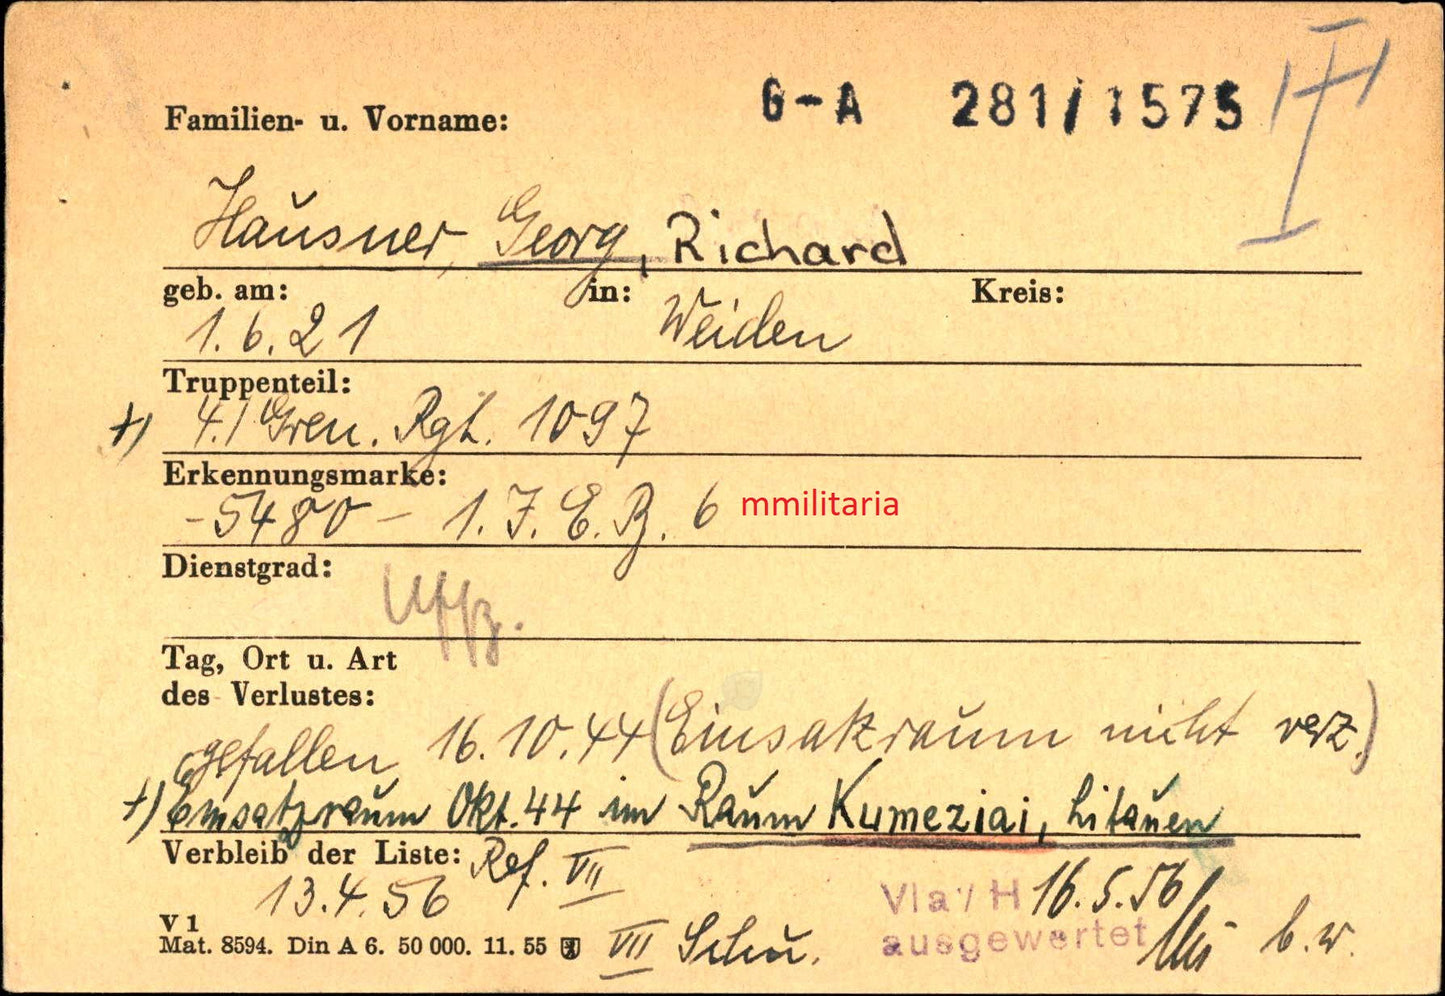 G-A 281/1575
Familien- u. Vorname:
Häusner, Georg, Richard
geb. am: in: Kreis:
1.6.21 Weiden
Truppenteil:
+) 4./Gren. Rgt. 1097
Erkennungsmarke:
-5480- 1. J. E. B. 6 mmilitaria
Dienstgrad:
Uffz.
Tag, Ort u. Art
des Verlustes:
gefallen 16.10.44 (Einsatzraum nicht verz.)
+) Einsatzraum Okt. 44 im Raum Kumeziai, Litauen
Verbleib der Liste: Ref. VII
13.4.56 VIa/H 16.5.56
V 1
Mat. 8594. Din A 6. 50 000. 11. 55 VII Schu. ausgewertet b.w.